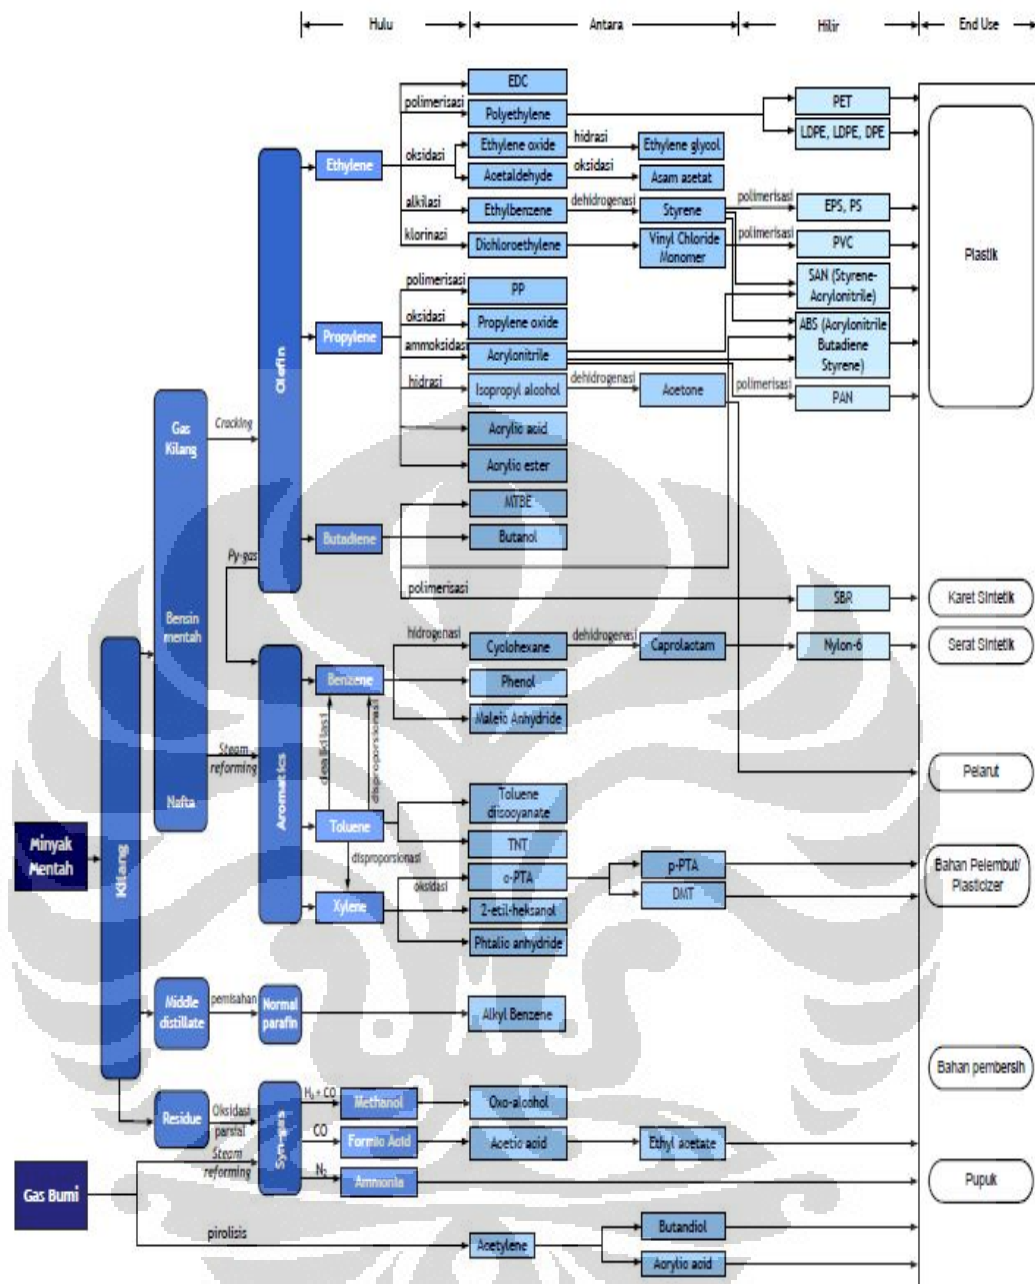 Hulu
Antara
Hilir
End Use
EDC
polimerisasi
Polyethylene
PET
LDPE, LDPE, DPE
Ethylene
oksidasi
Ethylene oxide
hidrasi
Ethylene glycol
Acetaldehyde
oksidasi
Asam asetat
alkilasi
Ethylbenzene
dehidrogenasi
Styrene
polimerisasi
EPS, PS
klorinasi
Dichloroethylene
Vinyl Chloride
Monomer
polimerisasi
PVC
Plastik
SAN (Styrene-
Acrylonitrile)
Olefin
Propylene
polimerisasi
PP
oksidasi
Propylene oxide
ammoksidasi
Acrylonitrile
ABS (Acrylonitrile
Butadiene
Styrene)
hidrasi
Isopropyl alcohol
dehidrogenasi
Acetone
polimerisasi
PAN
Acrylic acid
Acrylic ester
Gas
Kilang
Cracking
Butadiene
MTBE
Butanol
Py-gas
polimerisasi
SBR
Karet Sintetik
Bensin
mentah
Nafta
Steam
reforming
Aromatics
Benzene
hidrogenasi
Cyclohexane
dehidrogenasi
Caprolactam
Nylon-6
Serat Sintetik
Phenol
Maleic Anhydride
dealkilasi
disproporsionasi
Pelarut
Toluene
Toluene
diisocyanate
TNT
disproporsionasi
Xylene
oksidasi
o-PTA
p-PTA
DMT
Bahan Pelembut/
Plasticizer
2-etil-heksanol
Phtalic anhydride
Minyak
Mentah
Kilang
Middle
distillate
pemisahan
Normal
parafin
Alkyl Benzene
Bahan pembersih
Residue
Oksidasi
parsial
Steam
reforming
Syn-gas
H₂ + CO
Methanol
Oxo-alcohol
CO
Formic Acid
Acetic acid
Ethyl acetate
N₂
Ammonia
Pupuk
Gas Bumi
pirolisis
Acetylene
Butandiol
Acrylic acid